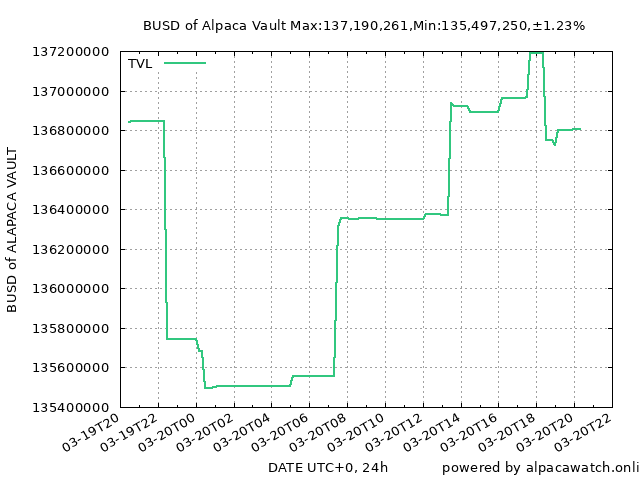 BUSD of Alpaca Vault Max:137,190,261,Min:135,497,250,±1.23%
TVL
137200000
137000000
136800000
136600000
136400000
136200000
136000000
135800000
135600000
135400000
BUSD of ALAPACA VAULT
03-19T20
03-19T22
03-20T00
03-20T02
03-20T04
03-20T06
03-20T08
03-20T10
03-20T12
03-20T14
03-20T16
03-20T18
03-20T20
03-20T22
DATE UTC+0, 24h
powered by alpacawatch.onli